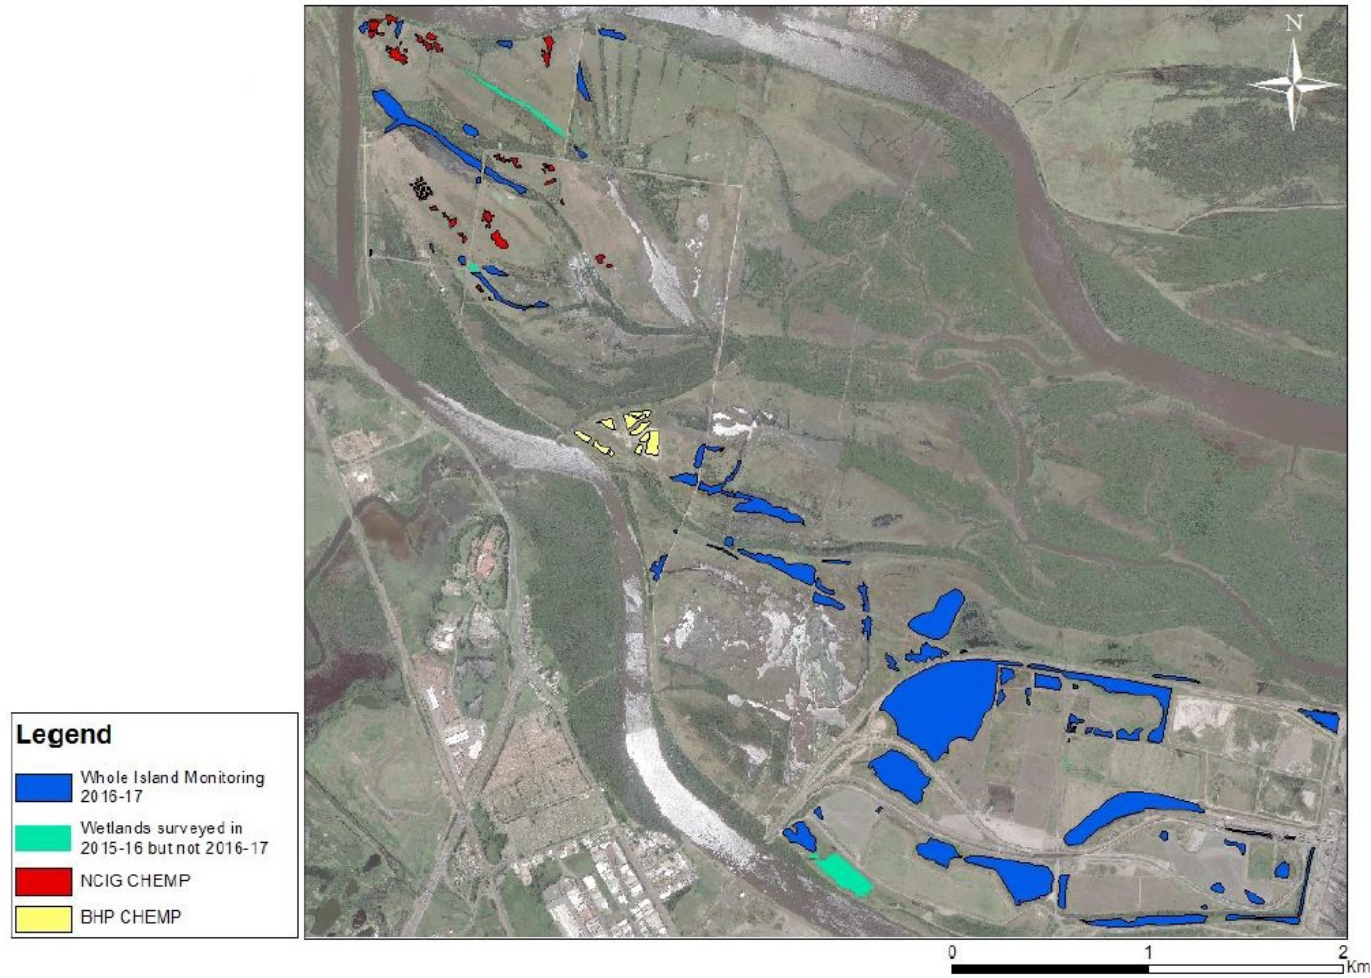 N
Legend
Whole Island Monitoring
2016-17
Wetlands surveyed in
2015-16 but not 2016-17
NCIG CHEMP
BHP CHEMP
0 1 2
Km